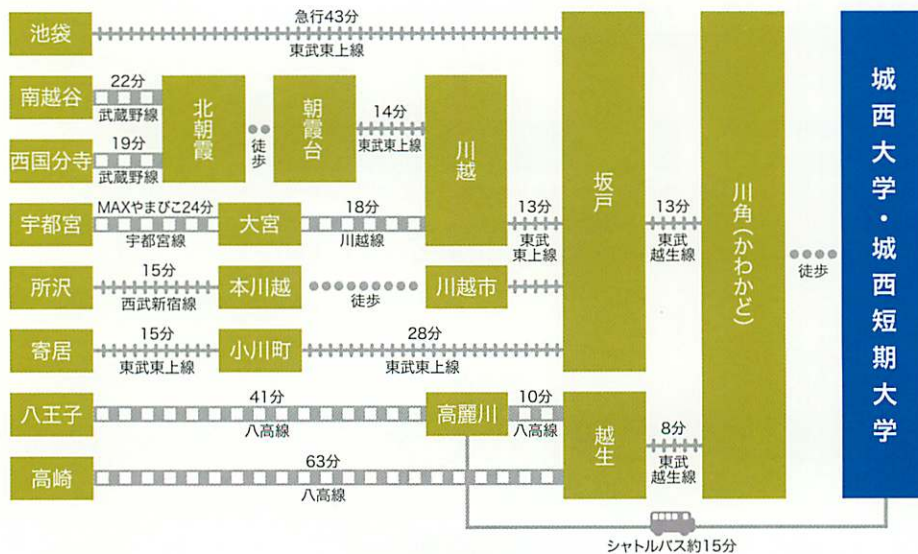 池袋
急行43分
東武東上線
南越谷
22分
武蔵野線
西国分寺
19分
武蔵野線
北朝霞
徒歩
朝霞台
14分
東武東上線
川越
宇都宮
MAXやまびこ24分
宇都宮線
大宮
18分
川越線
13分
東武
東上線
坂戸
13分
東武
越生線
川角(かわかど)
徒歩
城西大学・城西短期大学
所沢
15分
西武新宿線
本川越
徒歩
川越市
寄居
15分
東武東上線
小川町
28分
東武東上線
八王子
41分
八高線
高麗川
10分
八高線
越生
8分
東武
越生線
高崎
63分
八高線
シャトルバス約15分